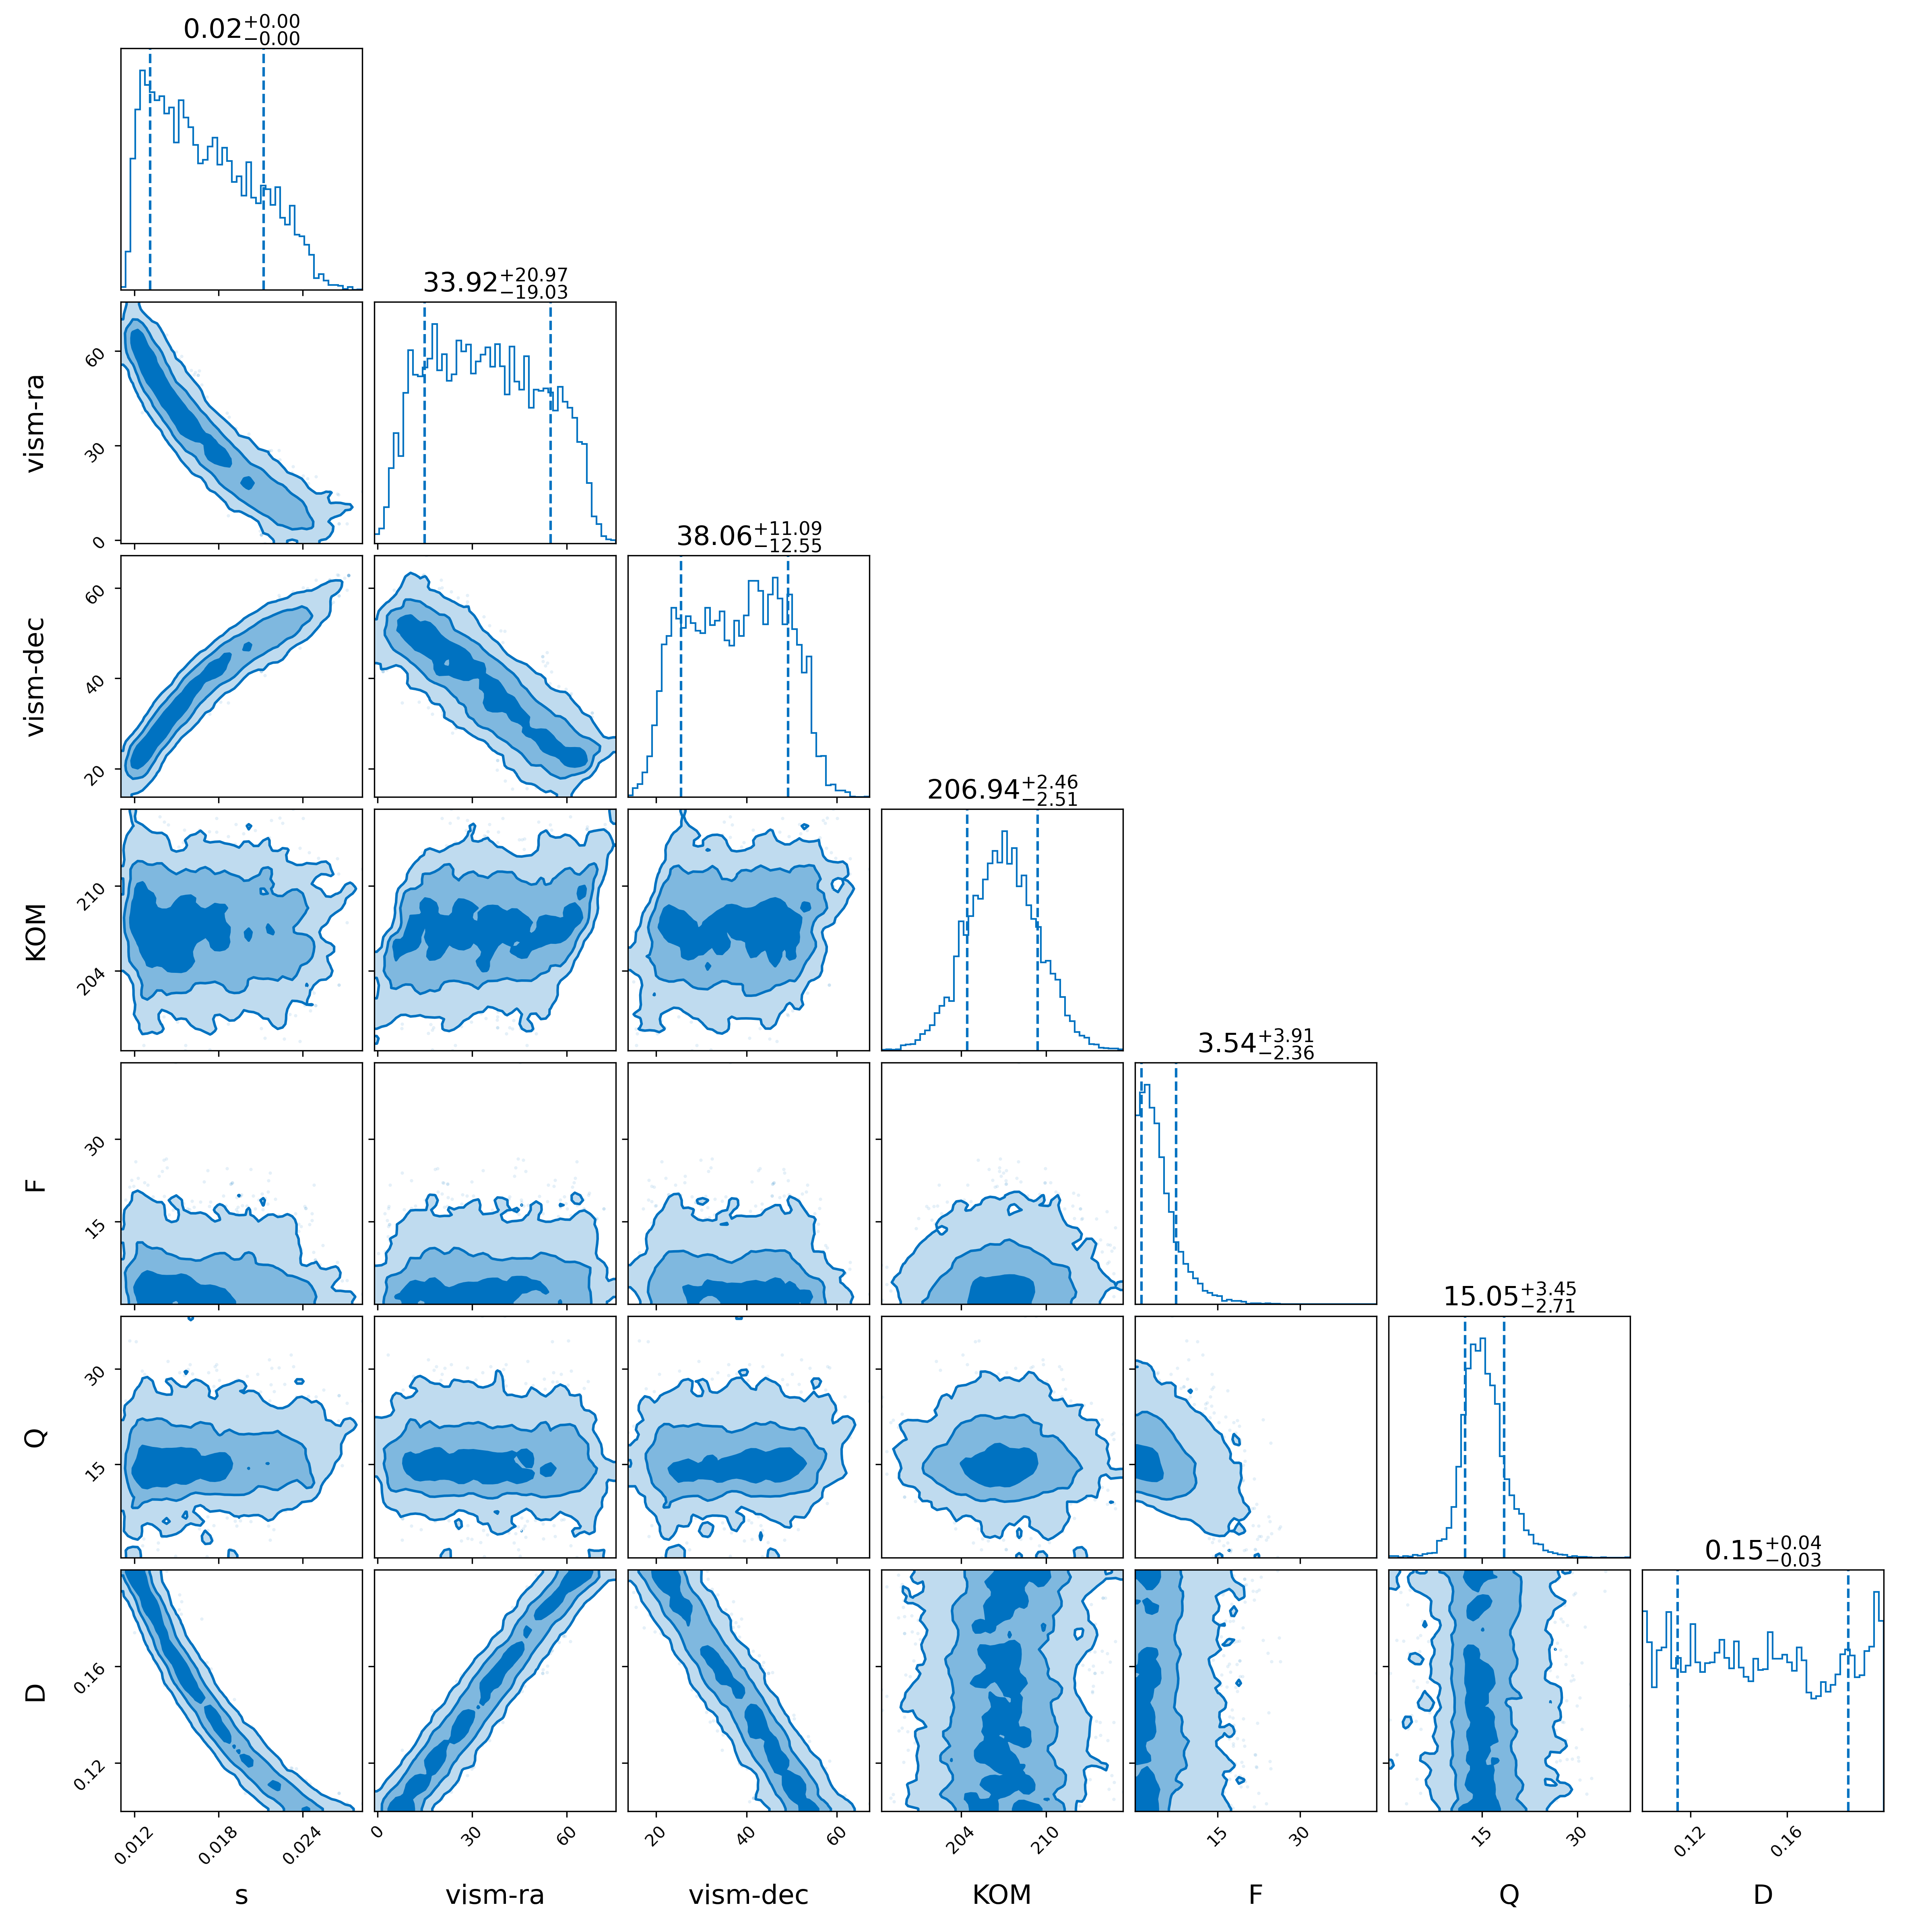 0.02+0.00 −0.00
33.92+20.97 −19.03
60
30
0
vism-ra
38.06+11.09 −12.55
60
40
20
vism-dec
206.94+2.46 −2.51
210
204
KOM
3.54+3.91 −2.36
30
15
F
15.05+3.45 −2.71
30
15
Q
0.15+0.04 −0.03
0.16
0.12
D
0.012 0.018 0.024 0 30 60 20 40 60 204 210 15 30 15 30 0.12 0.16
s vism-ra vism-dec KOM F Q D